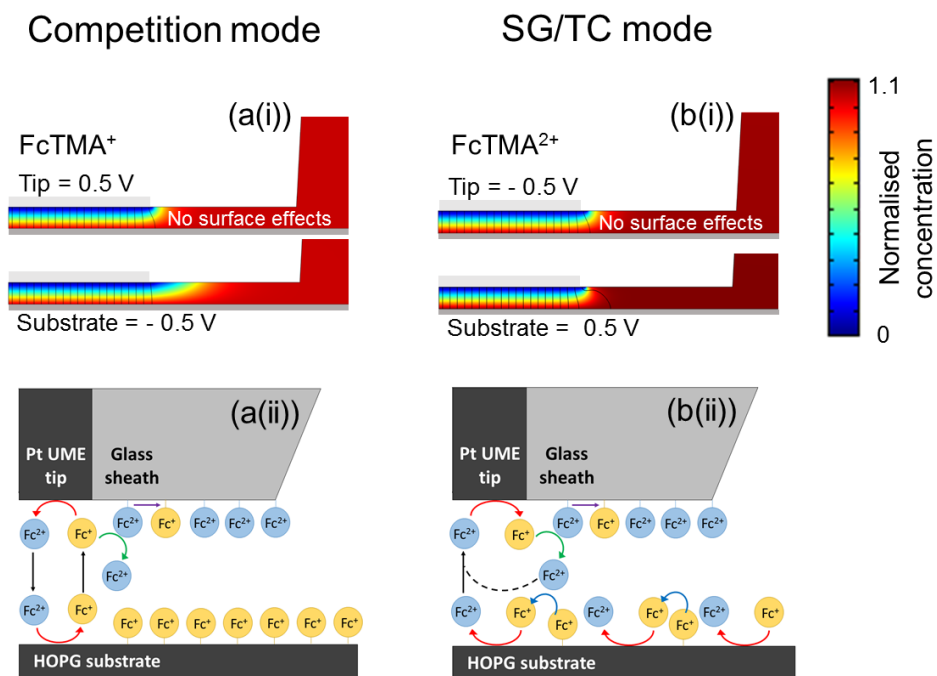 Competition mode
SG/TC mode
(a(i))
FcTMA⁺
Tip = 0.5 V
No surface effects
Substrate = - 0.5 V
(b(i))
FcTMA²⁺
Tip = - 0.5 V
No surface effects
Substrate = 0.5 V
1.1
Normalised
concentration
0
(a(ii))
Pt UME
tip
Glass
sheath
Fc²⁺ Fc⁺ Fc²⁺ Fc²⁺ Fc²⁺
Fc²⁺ Fc⁺
Fc²⁺
Fc²⁺ Fc⁺
Fc⁺ Fc⁺ Fc⁺ Fc⁺ Fc⁺ Fc⁺ Fc⁺
HOPG substrate
(b(ii))
Pt UME
tip
Glass
sheath
Fc²⁺ Fc⁺ Fc²⁺ Fc²⁺ Fc²⁺
Fc²⁺ Fc⁺
Fc²⁺
Fc²⁺ Fc⁺ Fc⁺ Fc²⁺ Fc⁺ Fc⁺ Fc²⁺ Fc⁺
HOPG substrate